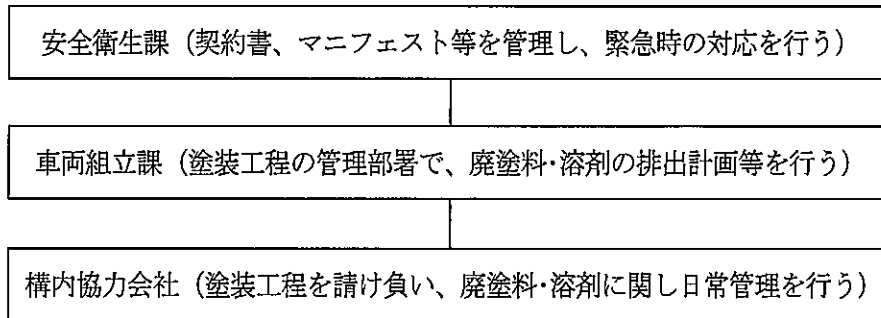 安全衛生課（契約書、マニフェスト等を管理し、緊急時の対応を行う）
車両組立課（塗装工程の管理部署で、廃塗料･溶剤の排出計画等を行う）
構内協力会社（塗装工程を請け負い、廃塗料･溶剤に関し日常管理を行う）